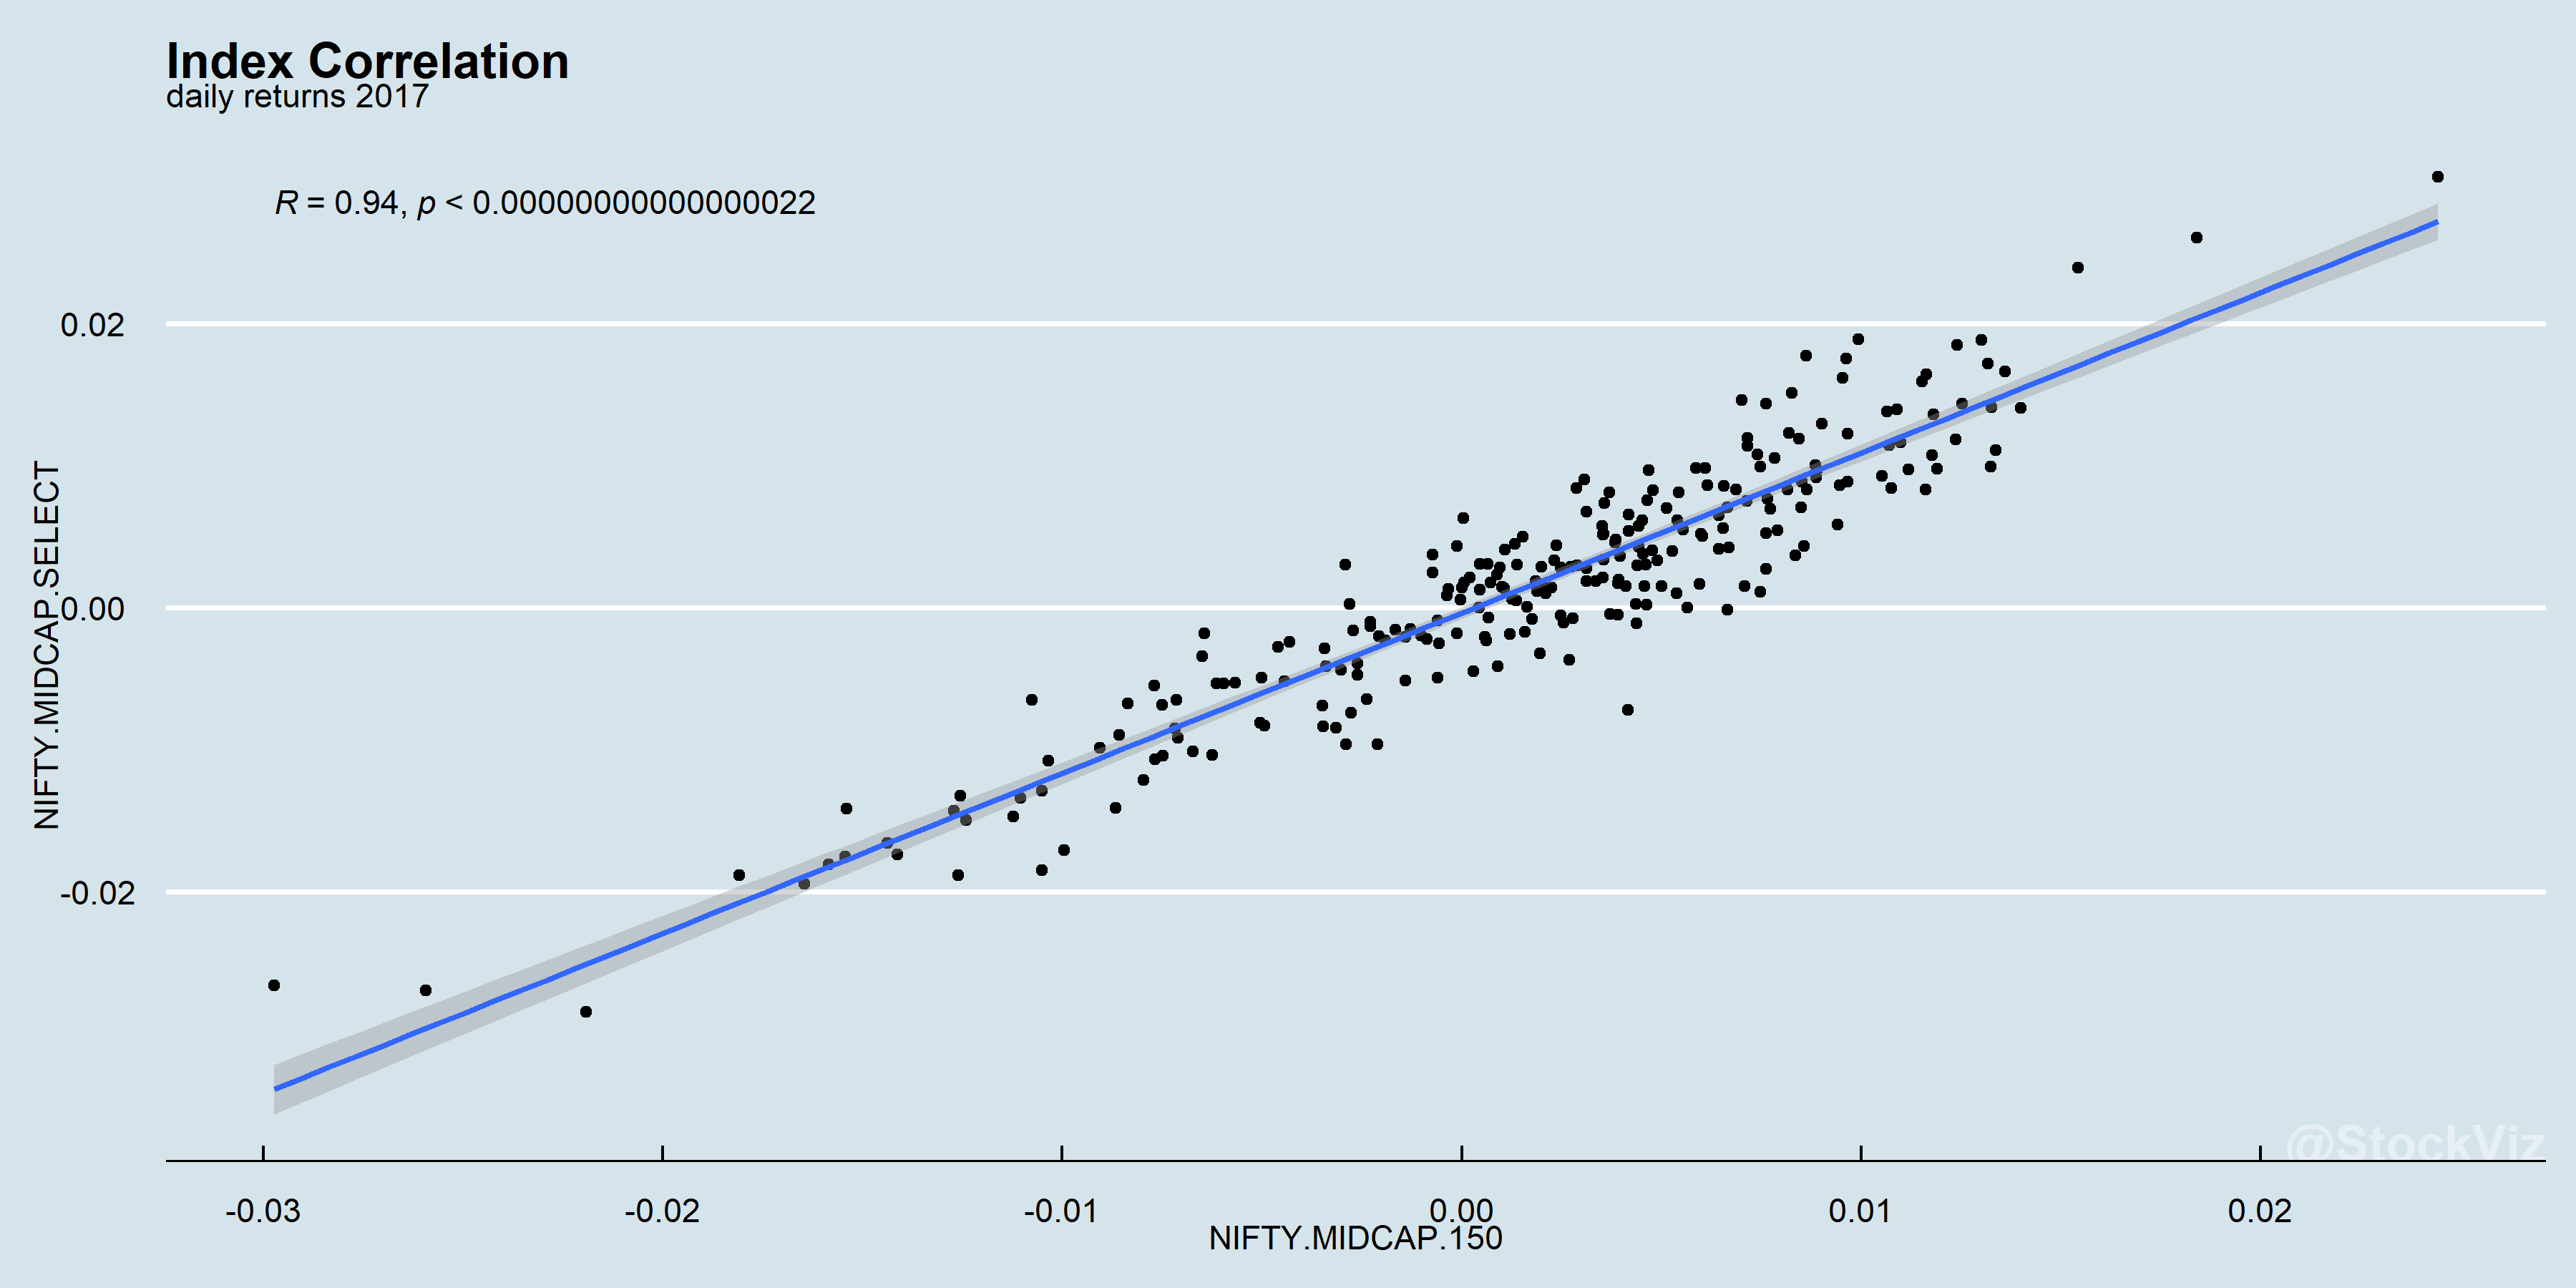 Index Correlation
daily returns 2017
R = 0.94, p < 0.00000000000000022
0.02
0.00
-0.02
NIFTY.MIDCAP.SELECT
@StockViz
-0.03 -0.02 -0.01 0.00 0.01 0.02
NIFTY.MIDCAP.150